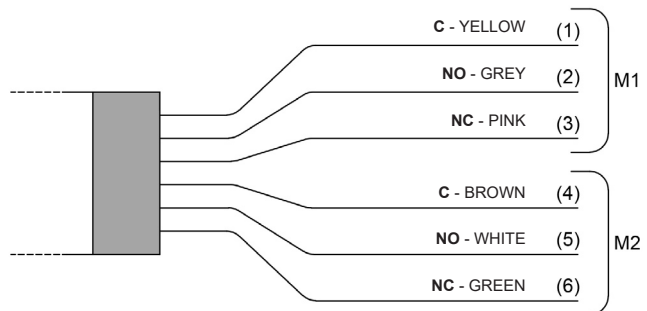 C - YELLOW (1)
NO - GREY (2)
NC - PINK (3)
M1
C - BROWN (4)
NO - WHITE (5)
NC - GREEN (6)
M2